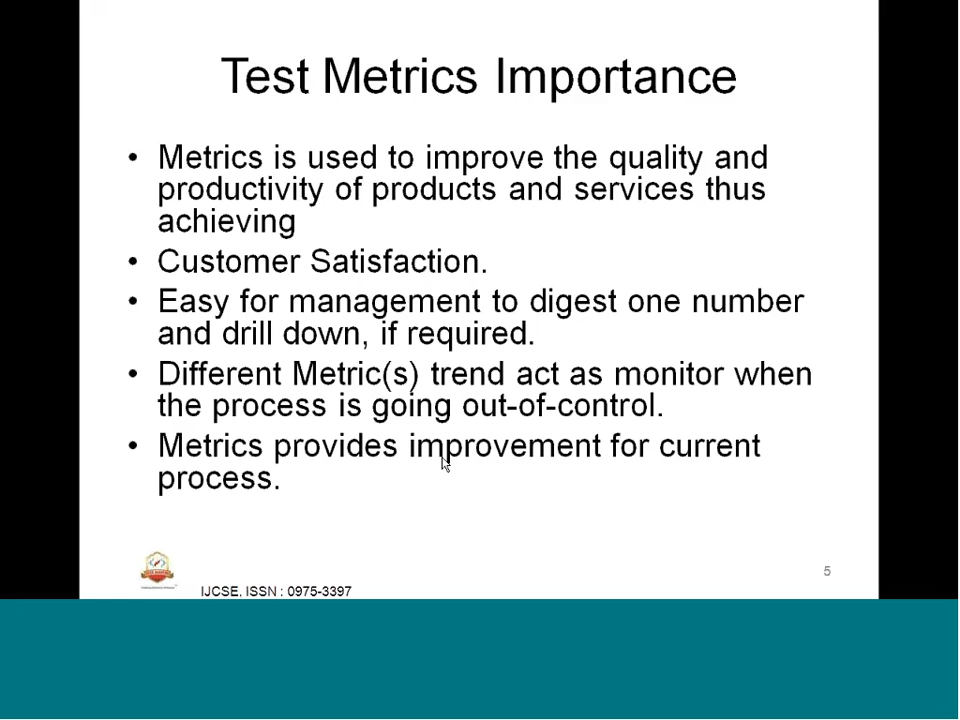 Test Metrics Importance
• Metrics is used to improve the quality and
productivity of products and services thus
achieving
• Customer Satisfaction.
• Easy for management to digest one number
and drill down, if required.
• Different Metric(s) trend act as monitor when
the process is going out-of-control.
• Metrics provides improvement for current
process.
5
IJCSE, ISSN : 0975-3397